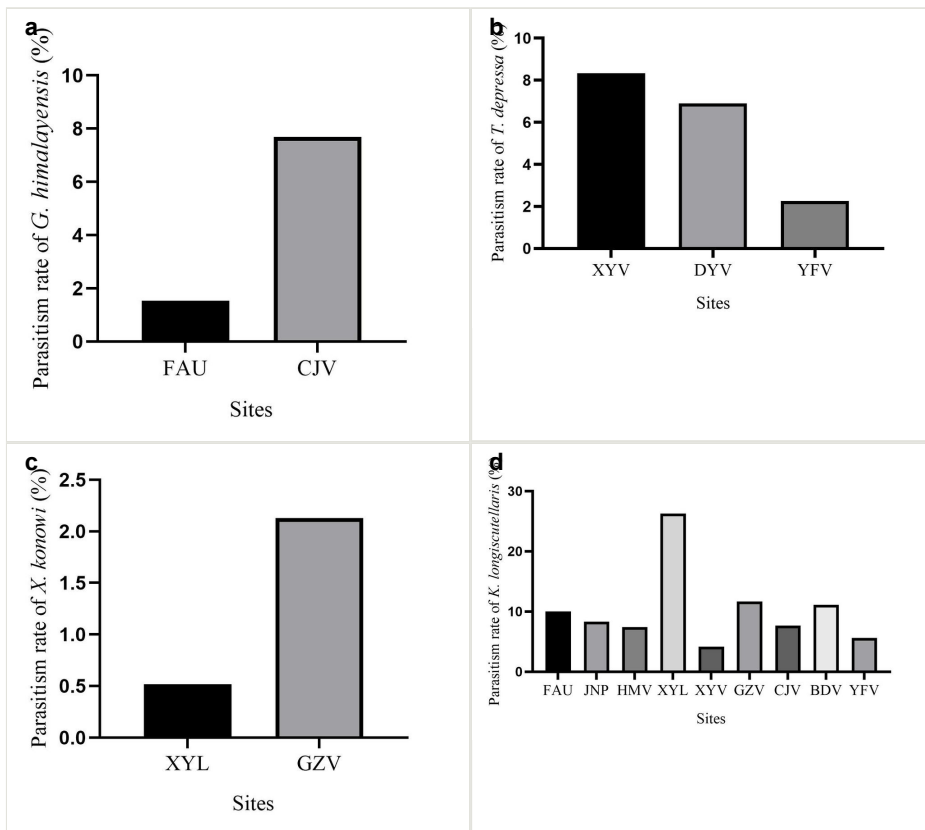 a
Parasitism rate of G. himalayensis (%)
10
8
6
4
2
0
FAU CJV
Sites
b
Parasitism rate of T. depressa (%)
10
8
6
4
2
0
XYV DYV YFV
Sites
c
Parasitism rate of X. konowi (%)
2.5
2.0
1.5
1.0
0.5
0.0
XYL GZV
Sites
d
Parasitism rate of K. longiscutellaris (%)
30
20
10
0
FAU JNP HMV XYL XYV GZV CJV BDV YFV
Sites